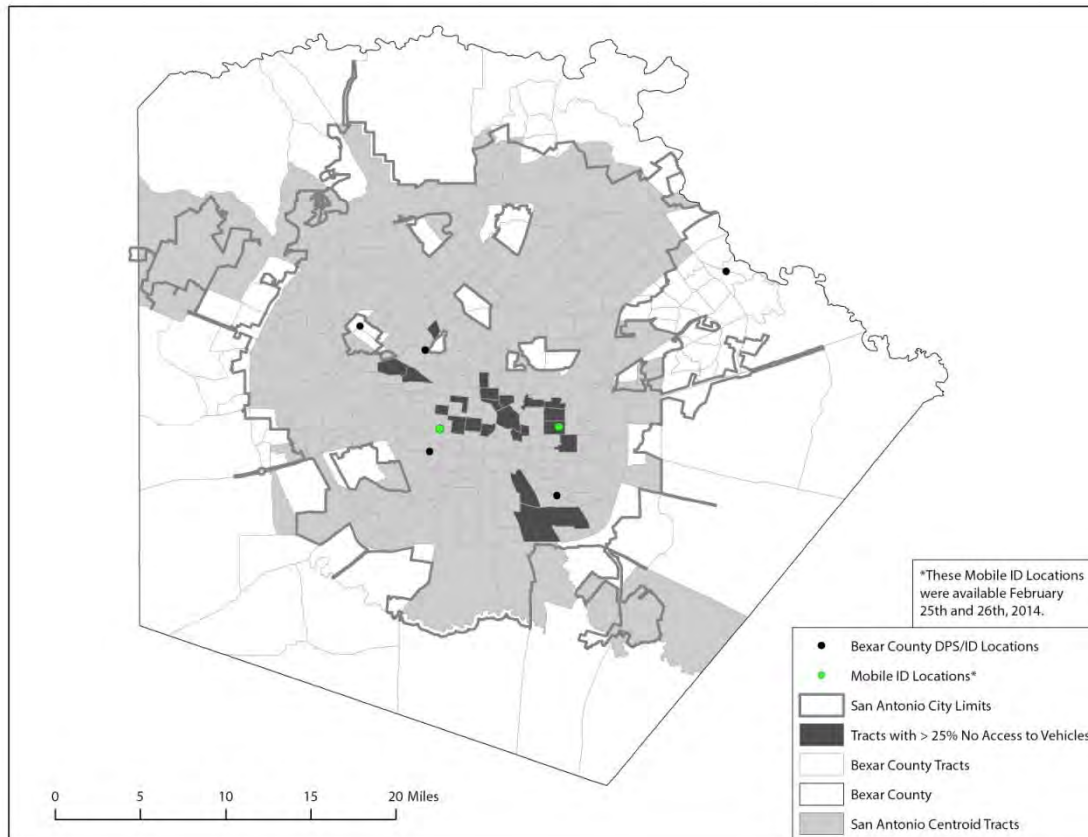 *These Mobile ID Locations
were available February
25th and 26th, 2014.
Bexar County DPS/ID Locations
Mobile ID Locations*
San Antonio City Limits
Tracts with > 25% No Access to Vehicles
Bexar County Tracts
Bexar County
San Antonio Centroid Tracts
0 5 10 15 20 Miles